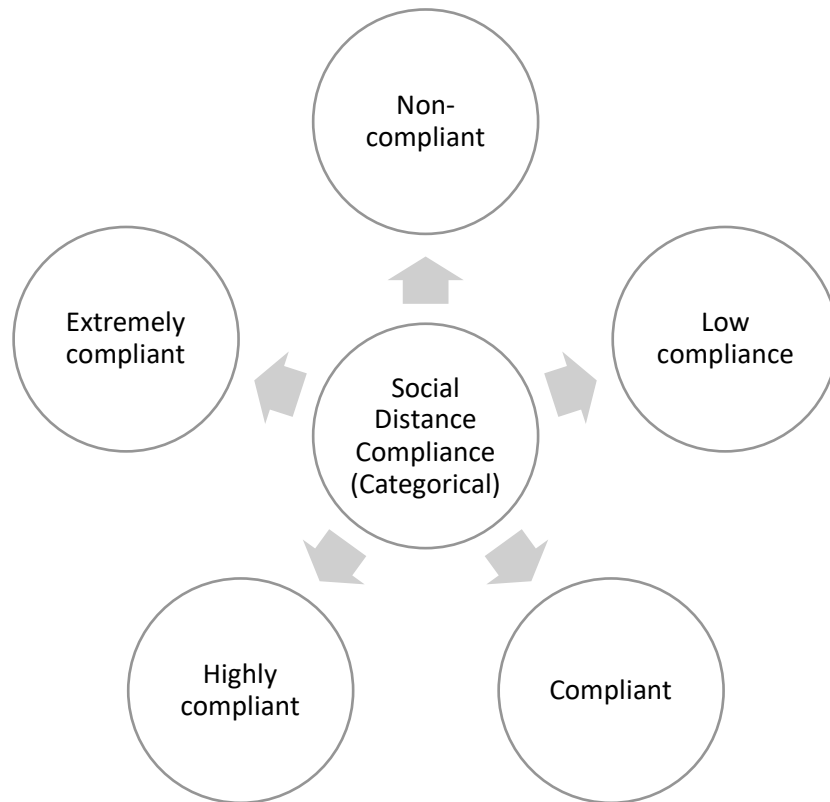 Non-
compliant
Extremely
compliant
Low
compliance
Social
Distance
Compliance
(Categorical)
Highly
compliant
Compliant